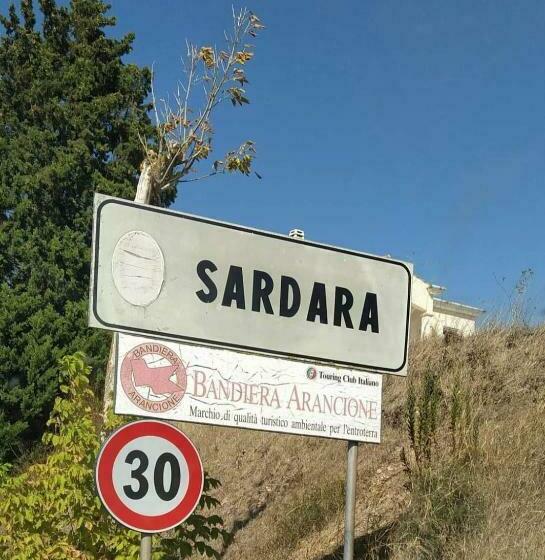 SARDARA
BANDIERA
ARANCIONE
Touring Club Italiano
BANDIERA ARANCIONE
Marchio di qualità turistico ambientale per l'entroterra
30